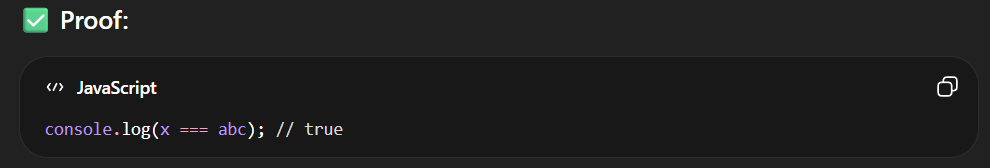 ✅ Proof:
</> JavaScript
console.log(x === abc); // true